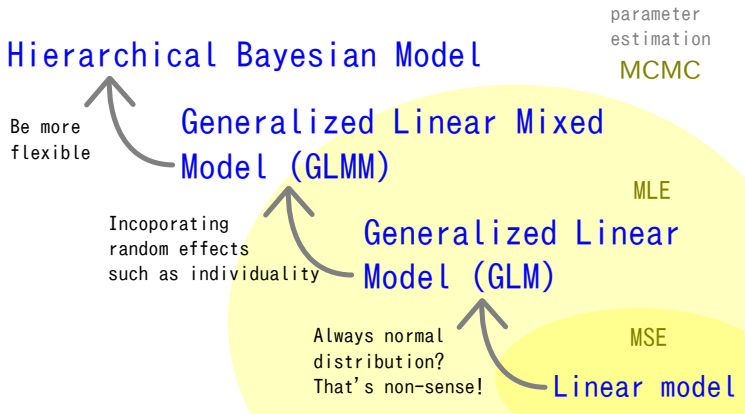 parameter
estimation
MCMC
Hierarchical Bayesian Model
Be more
flexible
Generalized Linear Mixed
Model (GLMM)
MLE
Incoporating
random effects
such as individuality
Generalized Linear
Model (GLM)
Always normal
distribution?
That's non-sense!
MSE
Linear model